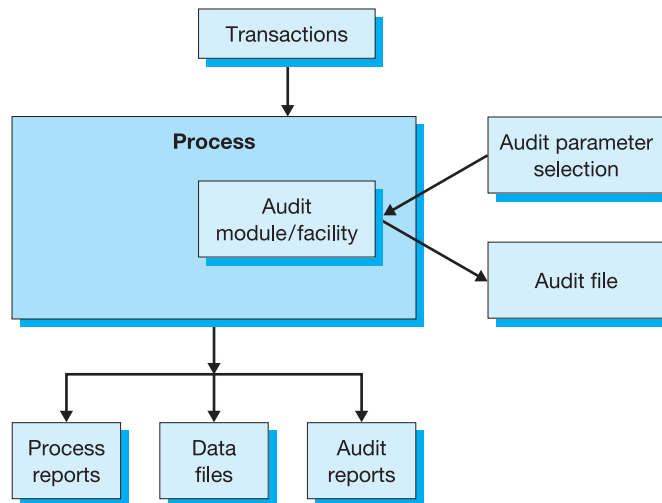 Transactions
Process
Audit
module/facility
Audit parameter
selection
Audit file
Process
reports
Data
files
Audit
reports